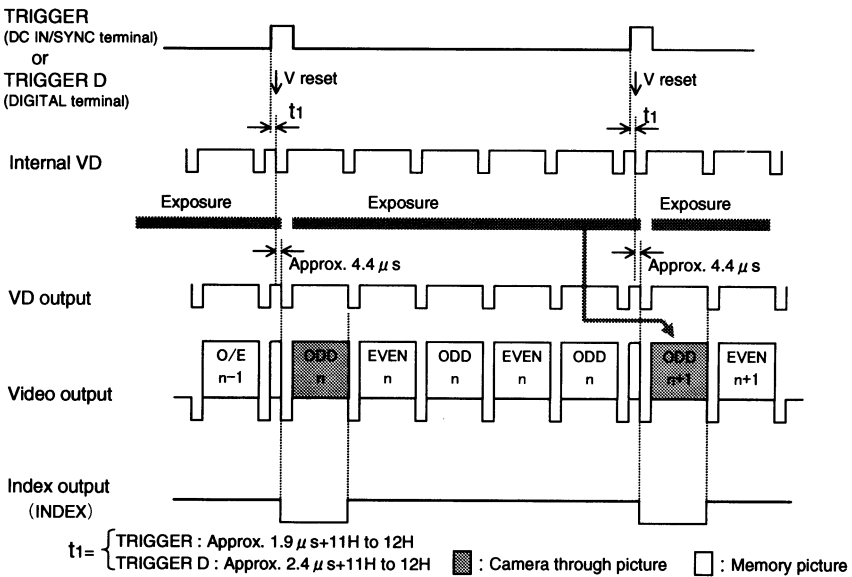 TRIGGER
(DC IN/SYNC terminal)
or
TRIGGER D
(DIGITAL terminal)
V reset
V reset
t1
t1
Internal VD
Exposure
Exposure
Exposure
Approx. 4.4 μ s
Approx. 4.4 μ s
VD output
Video output
O/E
n-1
ODD
n
EVEN
n
ODD
n
EVEN
n
ODD
n
ODD
n+1
EVEN
n+1
Index output
(INDEX)
t1= { TRIGGER : Approx. 1.9 μ s+11H to 12H
TRIGGER D : Approx. 2.4 μ s+11H to 12H
: Camera through picture
: Memory picture